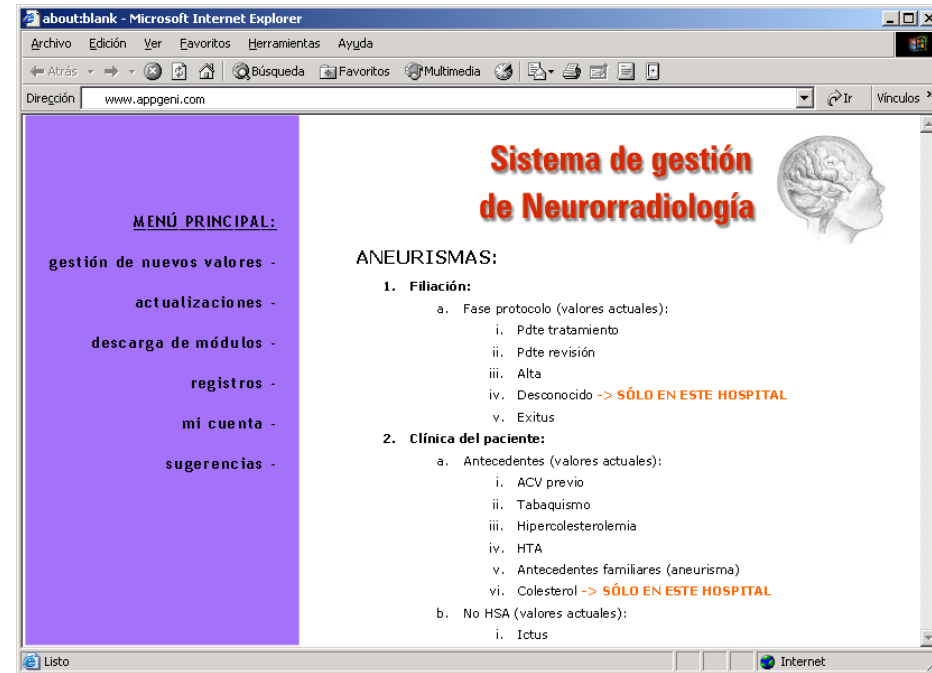 about:blank - Microsoft Internet Explorer
Archivo Edición Ver Favoritos Herramientas Ayuda
Atrás Búsqueda Favoritos Multimedia
Dirección www.appgeni.com Ir Vínculos »
Sistema de gestión
de Neurorradiología
MENÚ PRINCIPAL:
gestión de nuevos valores -
actualizaciones -
descarga de módulos -
registros -
mi cuenta -
sugerencias -
ANEURISMAS:
1. Filiación:
a. Fase protocolo (valores actuales):
i. Pdte tratamiento
ii. Pdte revisión
iii. Alta
iv. Desconocido -> SÓLO EN ESTE HOSPITAL
v. Exitus
2. Clínica del paciente:
a. Antecedentes (valores actuales):
i. ACV previo
ii. Tabaquismo
iii. Hipercolesterolemia
iv. HTA
v. Antecedentes familiares (aneurisma)
vi. Colesterol -> SÓLO EN ESTE HOSPITAL
b. No HSA (valores actuales):
i. Ictus
Listo Internet